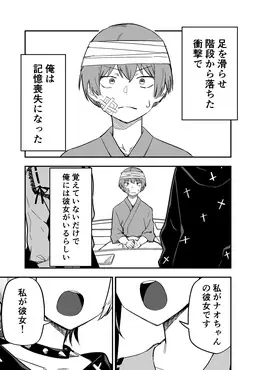 足を滑らせ
階段から落ちた
衝撃で
俺は
記憶喪失になった
覚えていないだけで
俺には彼女がいるらしい
私がナオちゃん
の彼女です
私が彼女！